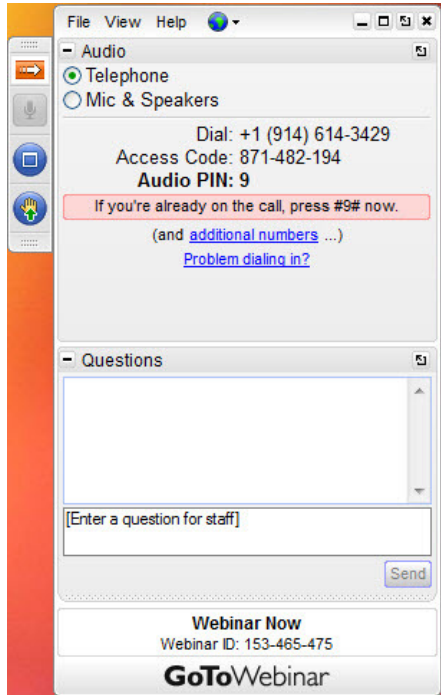 File View Help
Audio
Telephone
Mic & Speakers
Dial: +1 (914) 614-3429
Access Code: 871-482-194
Audio PIN: 9
If you're already on the call, press #9# now.
(and additional numbers ...)
Problem dialing in?
Questions
[Enter a question for staff]
Send
Webinar Now
Webinar ID: 153-465-475
GoToWebinar